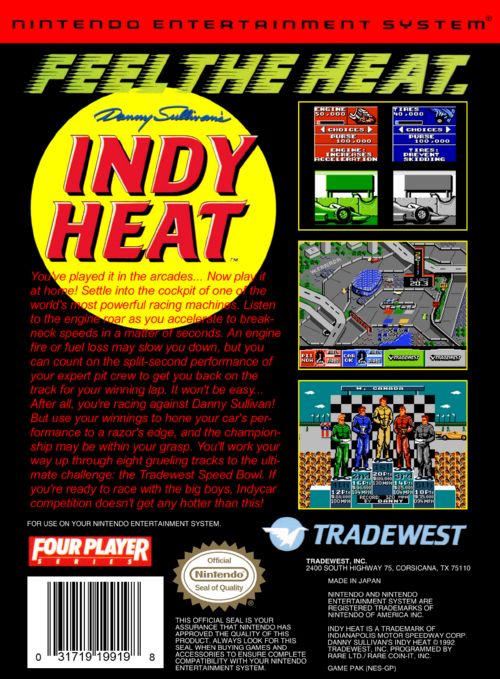 NINTENDO ENTERTAINMENT SYSTEM®
FEEL THE HEAT.
Danny Sullivan's
INDY
HEAT™
ENGINE
50,000
TIRES
40,000
CHOICES
PURSE
100,000
CHOICES
PURSE
100,000
ENGINE:
INCREASES
ACCELERATION
TIRES:
PREVENT
SKIDDING
You've played it in the arcades... Now play it
at home! Settle into the cockpit of one of the
world's most powerful racing machines. Listen
to the engine roar as you accelerate to break-
neck speeds in a matter of seconds. An engine
fire or fuel loss may slow you down, but you
can count on the split-second performance of
your expert pit crew to get you back on the
track for your winning lap. It won't be easy...
After all, you're racing against Danny Sullivan!
But use your winnings to hone your car's per-
formance to a razor's edge, and the champion-
ship may be within your grasp. You'll work your
way up through eight grueling tracks to the ulti-
mate challenge; the Tradewest Speed Bowl. If
you're ready to race with the big boys, Indycar
competition doesn't get any hotter than this!
PIT
NOW
CAR
OK
TRADEWEST
TRADEWEST
W. CANADA
BY DANNY
FOR USE ON YOUR NINTENDO ENTERTAINMENT SYSTEM.
FOUR PLAYER
SERIES
Official
Nintendo
Seal of Quality
THIS OFFICIAL SEAL IS YOUR
ASSURANCE THAT NINTENDO HAS
APPROVED THE QUALITY OF THIS
PRODUCT. ALWAYS LOOK FOR THIS
SEAL WHEN BUYING GAMES AND
ACCESSORIES TO ENSURE COMPLETE
COMPATIBILITY WITH YOUR NINTENDO
ENTERTAINMENT SYSTEM.
0 31719 19919 8
TRADEWEST
TRADEWEST, INC.
2400 SOUTH HIGHWAY 75, CORSICANA, TX 75110
MADE IN JAPAN
NINTENDO AND NINTENDO
ENTERTAINMENT SYSTEM ARE
REGISTERED TRADEMARKS OF
NINTENDO OF AMERICA INC.
INDY HEAT IS A TRADEMARK OF
INDIANAPOLIS MOTOR SPEEDWAY CORP.
DANNY SULLIVAN'S INDY HEAT © 1992
TRADEWEST, INC. PROGRAMMED BY
RARE LTD./ RARE COIN-IT, INC.
GAME PAK (NES-GP)